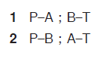 1 P–A ; B–T
2 P–B ; A–T